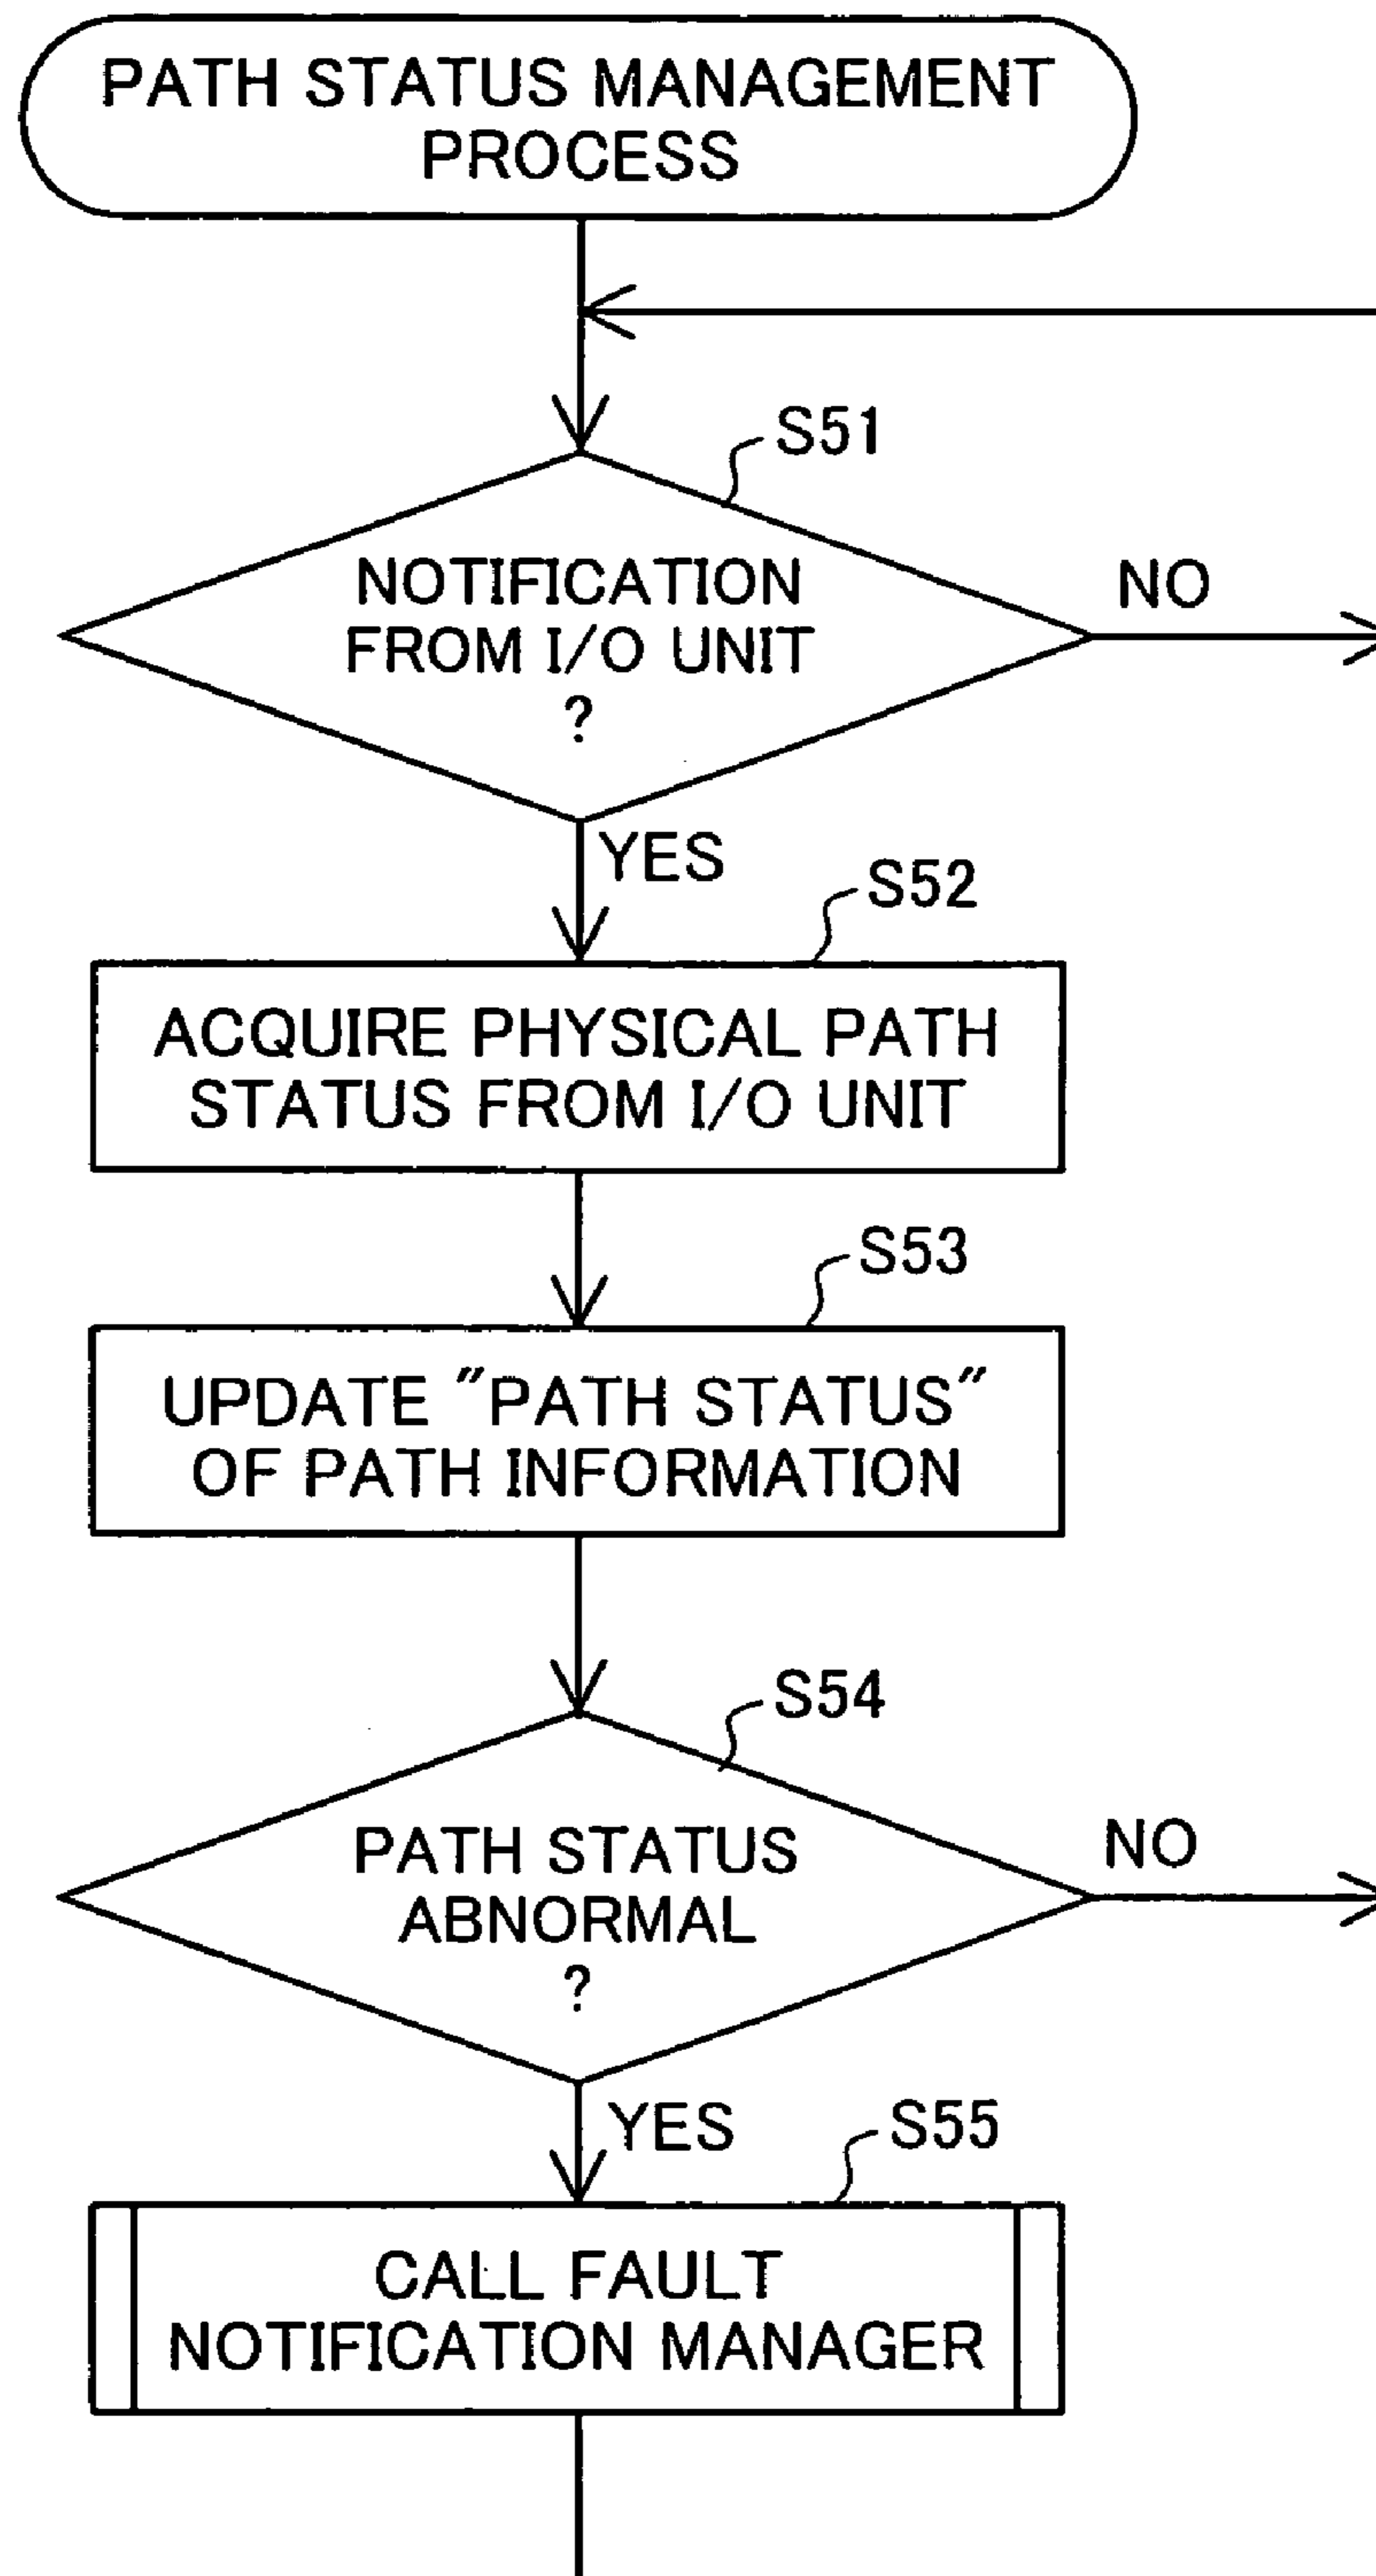 PATH STATUS MANAGEMENT
PROCESS
S51
NOTIFICATION
FROM I/O UNIT
?
NO
YES
S52
ACQUIRE PHYSICAL PATH
STATUS FROM I/O UNIT
S53
UPDATE "PATH STATUS"
OF PATH INFORMATION
S54
PATH STATUS
ABNORMAL
?
NO
YES
S55
CALL FAULT
NOTIFICATION MANAGER